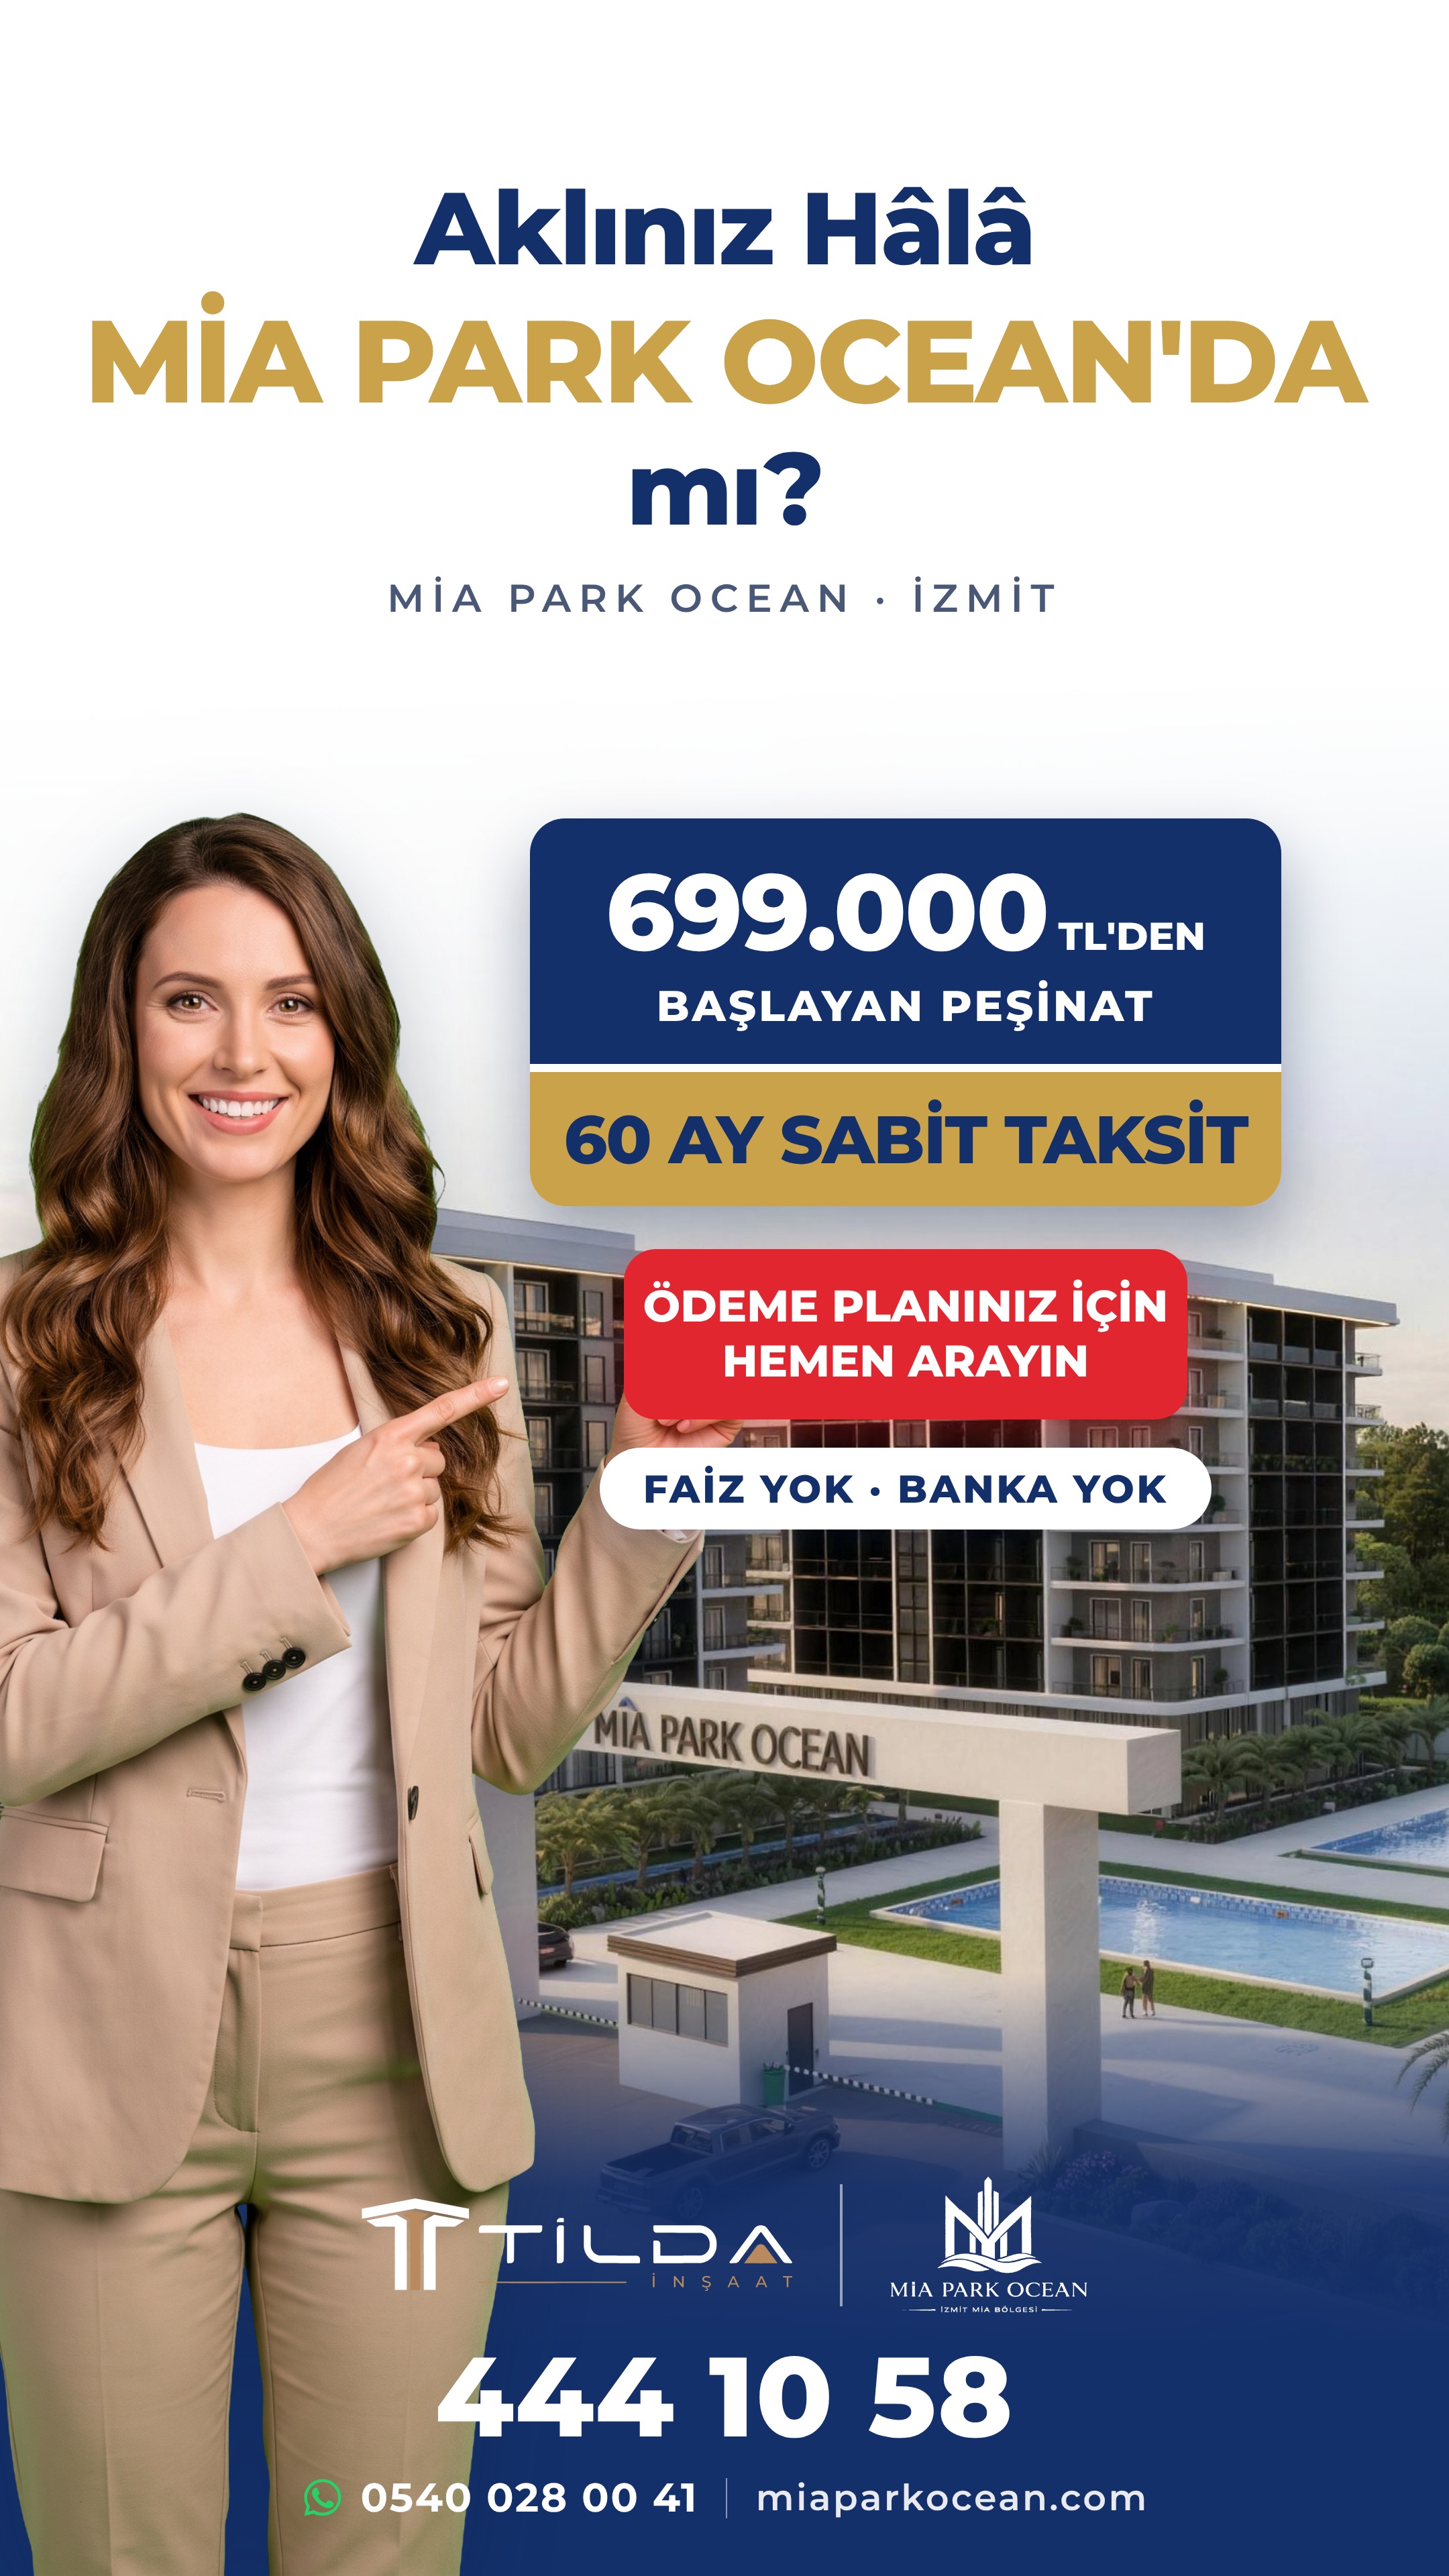 Aklınız Hâlâ
MİA PARK OCEAN'DA
mı?
MİA PARK OCEAN · İZMİT
699.000 TL'DEN
BAŞLAYAN PEŞİNAT
60 AY SABİT TAKSİT
ÖDEME PLANINIZ İÇİN
HEMEN ARAYIN
FAİZ YOK · BANKA YOK
MİA PARK OCEAN
TİLDA
İNŞAAT
MİA PARK OCEAN
İZMİT MİA BÖLGESİ
444 10 58
0540 028 00 41
miaparkocean.com